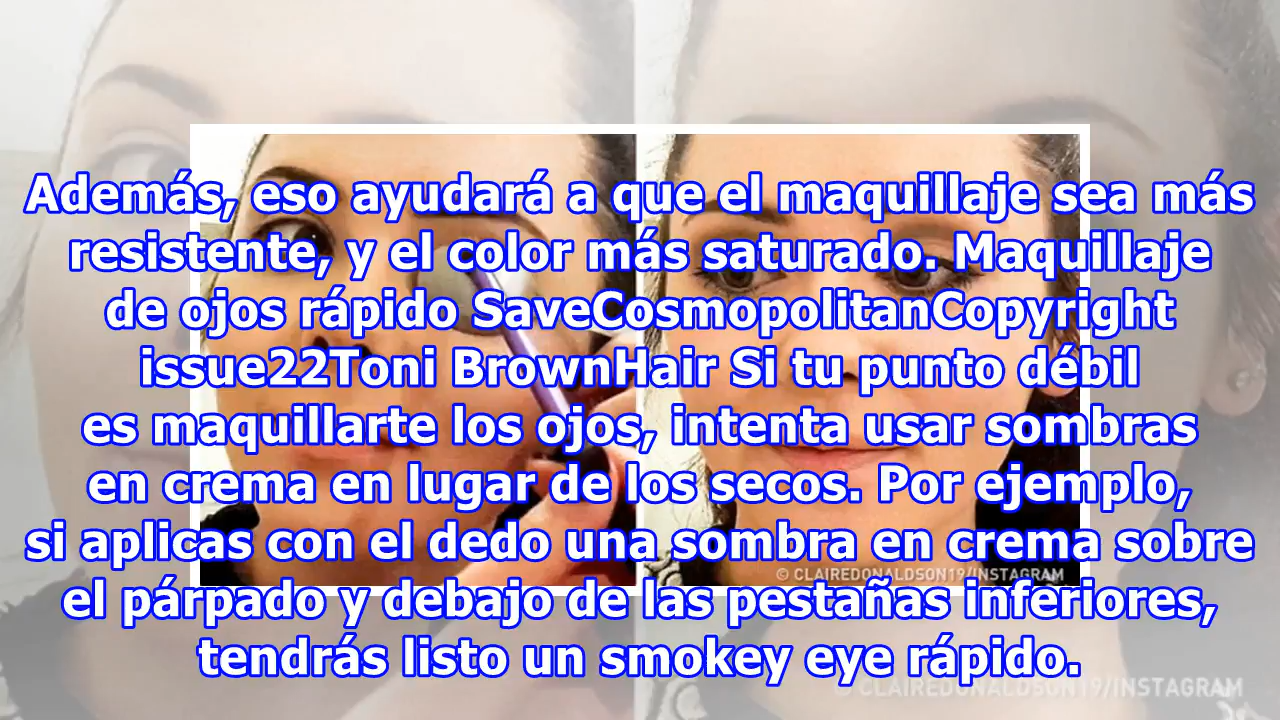 Además, eso ayudará a que el maquillaje sea más
resistente, y el color más saturado. Maquillaje
de ojos rápido SaveCosmopolitanCopyright
issue22Toni BrownHair Si tu punto débil
es maquillarte los ojos, intenta usar sombras
en crema en lugar de los secos. Por ejemplo,
si aplicas con el dedo una sombra en crema sobre
© CLAIREDONALDSON19/INSTAGRAM
el párpado y debajo de las pestañas inferiores,
tendrás listo un smokey eye rápido.
© CLAIREDONALDSON19/INSTAGRAM